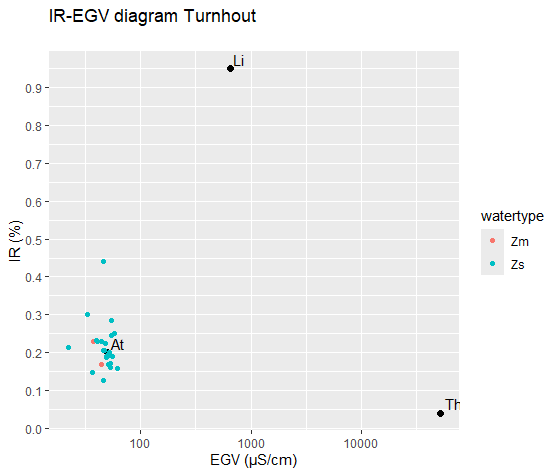 IR-EGV diagram Turnhout
Li
0.9
0.8
0.7
0.6
0.5
0.4
0.3
0.2
0.1
0.0
IR (%)
At
Th
100
1000
10000
EGV (µS/cm)
watertype
Zm
Zs